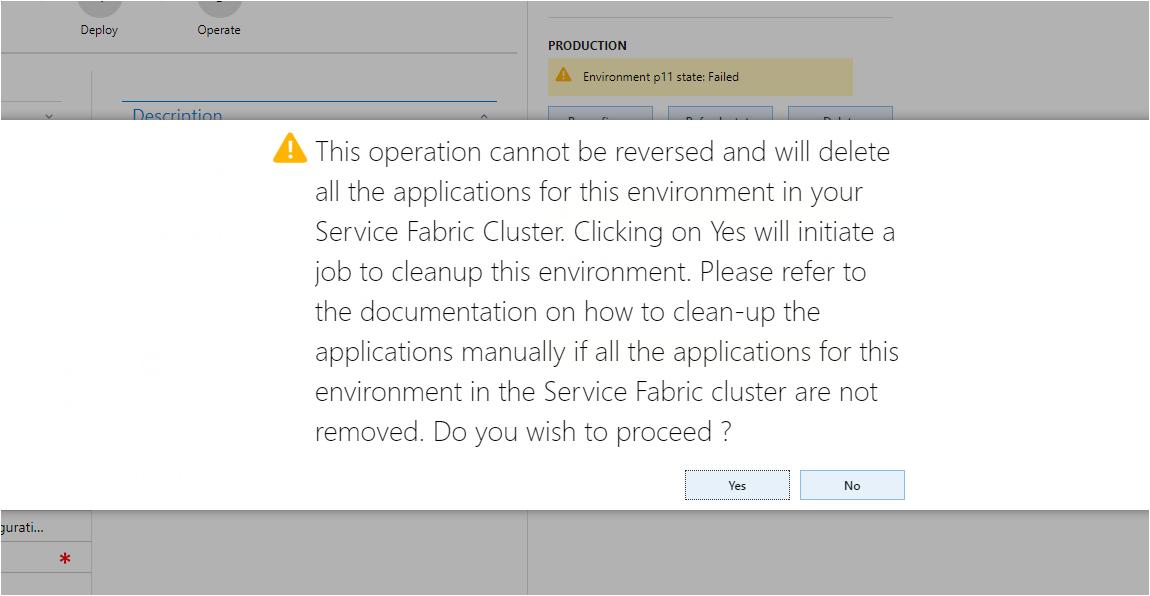 Deploy
Operate
PRODUCTION
Environment p11 state: Failed
Description
This operation cannot be reversed and will delete
all the applications for this environment in your
Service Fabric Cluster. Clicking on Yes will initiate a
job to cleanup this environment. Please refer to
the documentation on how to clean-up the
applications manually if all the applications for this
environment in the Service Fabric cluster are not
removed. Do you wish to proceed ?
Yes
No
gurati...
*